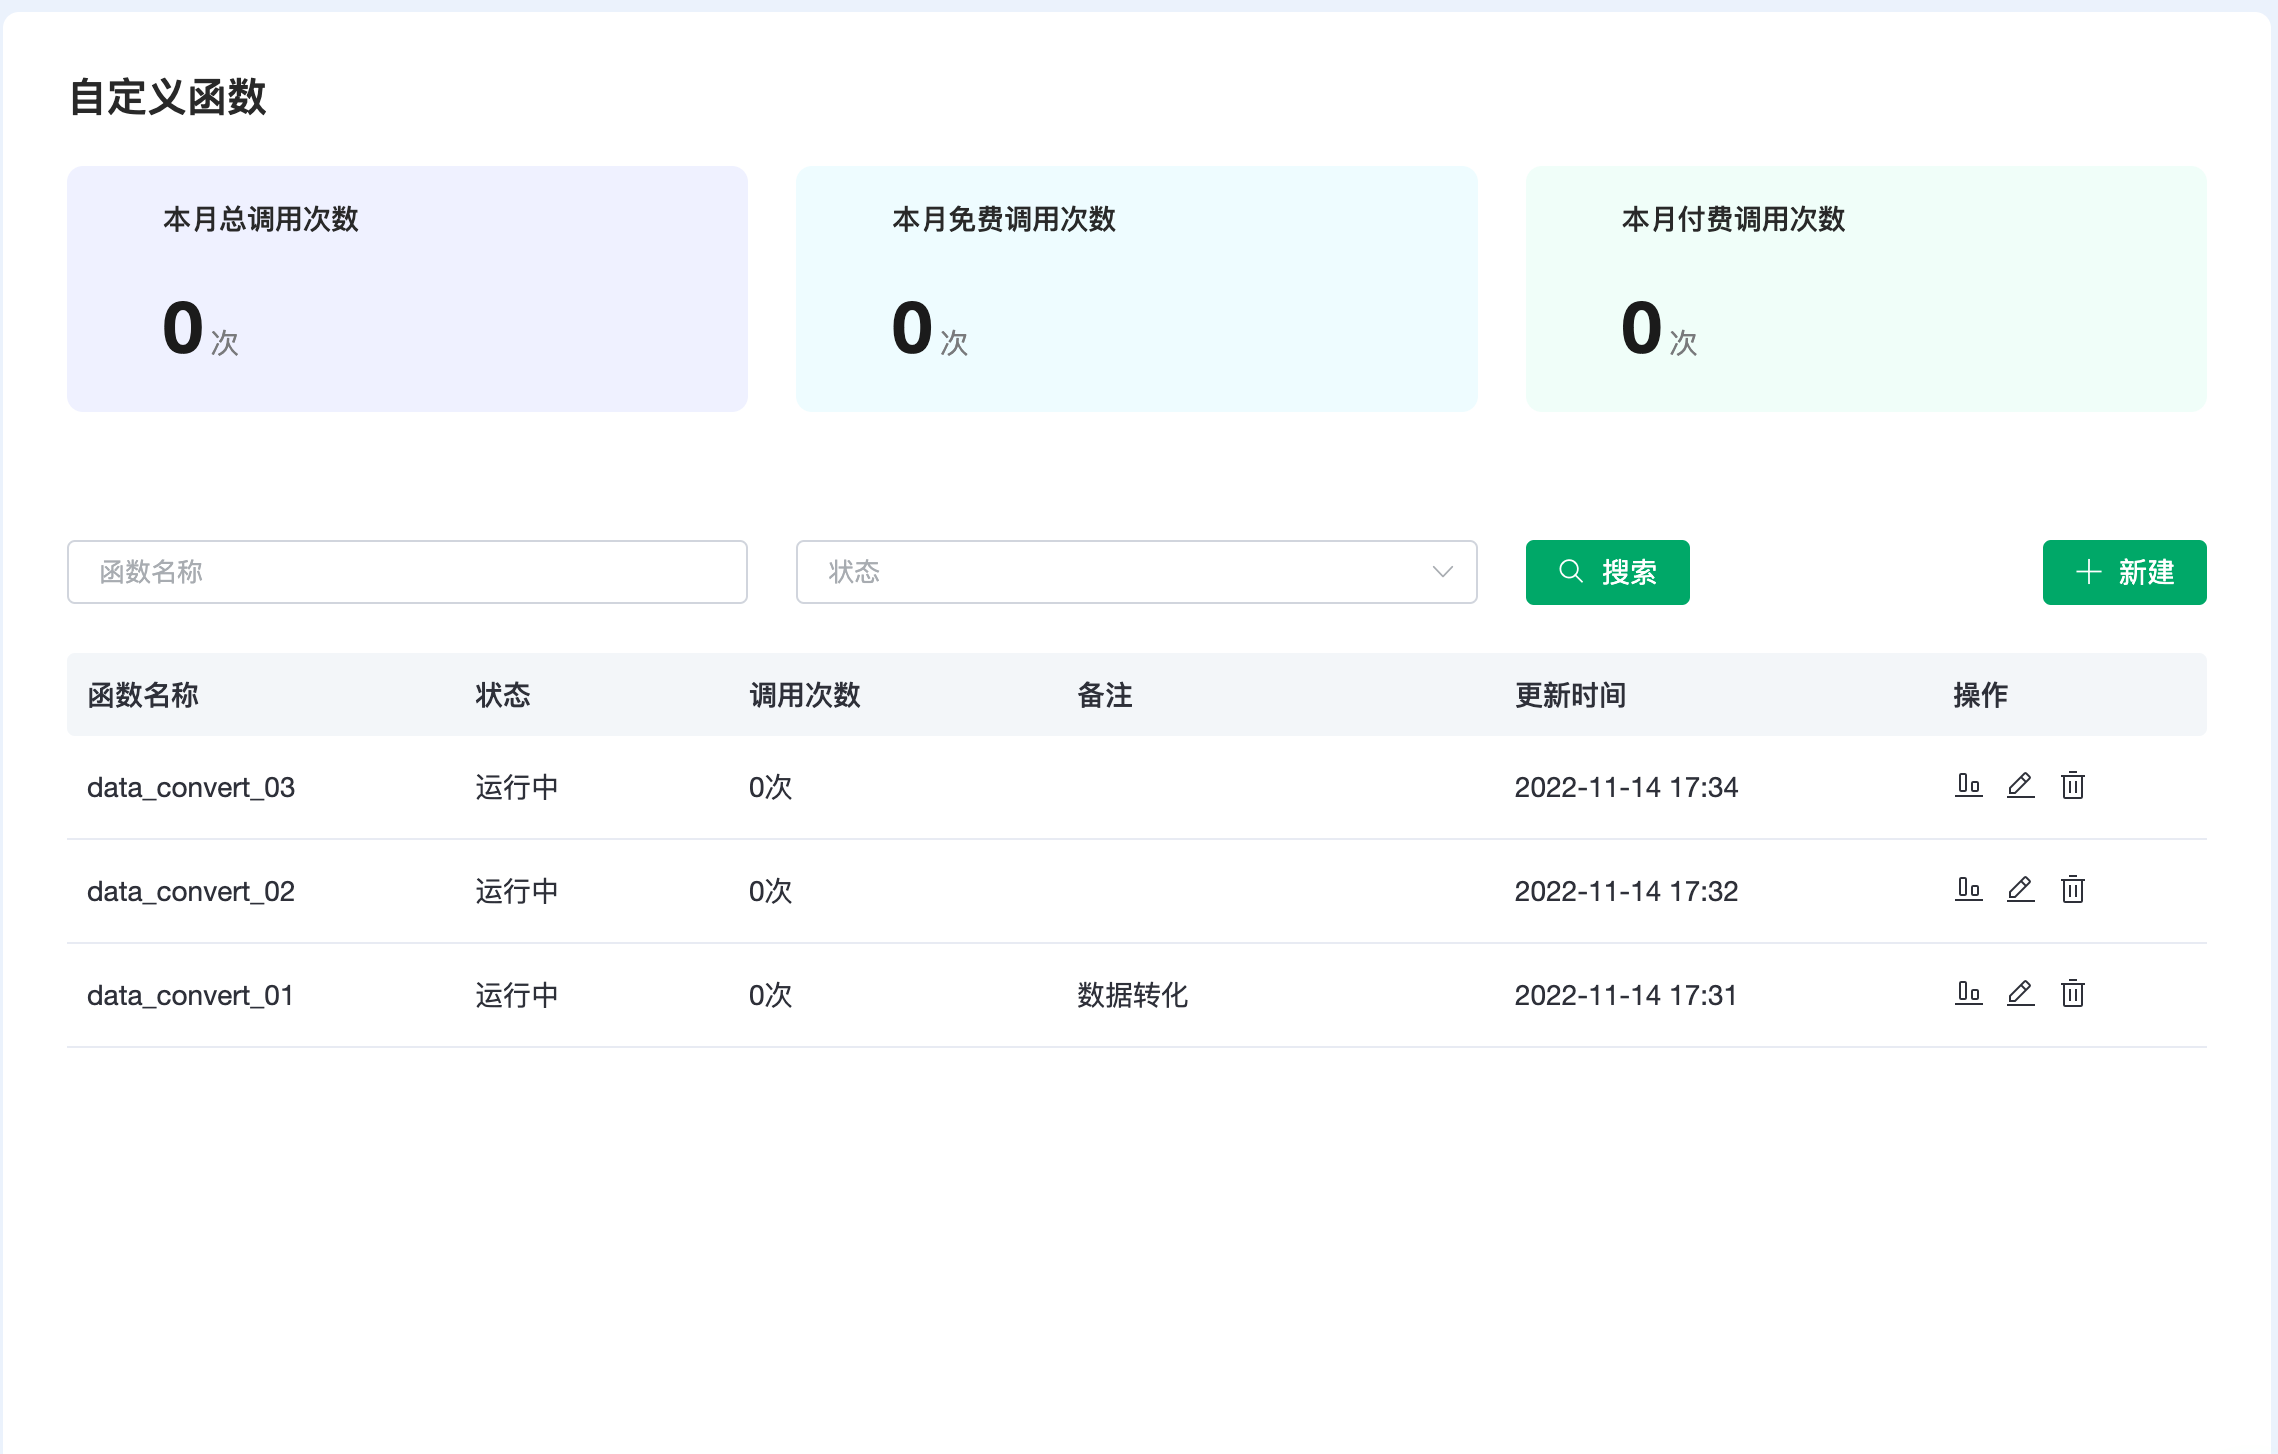 自定义函数
本月总调用次数
0次
本月免费调用次数
0次
本月付费调用次数
0次
函数名称
状态
搜索
新建
函数名称 状态 调用次数 备注 更新时间 操作
data_convert_03 运行中 0次 2022-11-14 17:34
data_convert_02 运行中 0次 2022-11-14 17:32
data_convert_01 运行中 0次 数据转化 2022-11-14 17:31